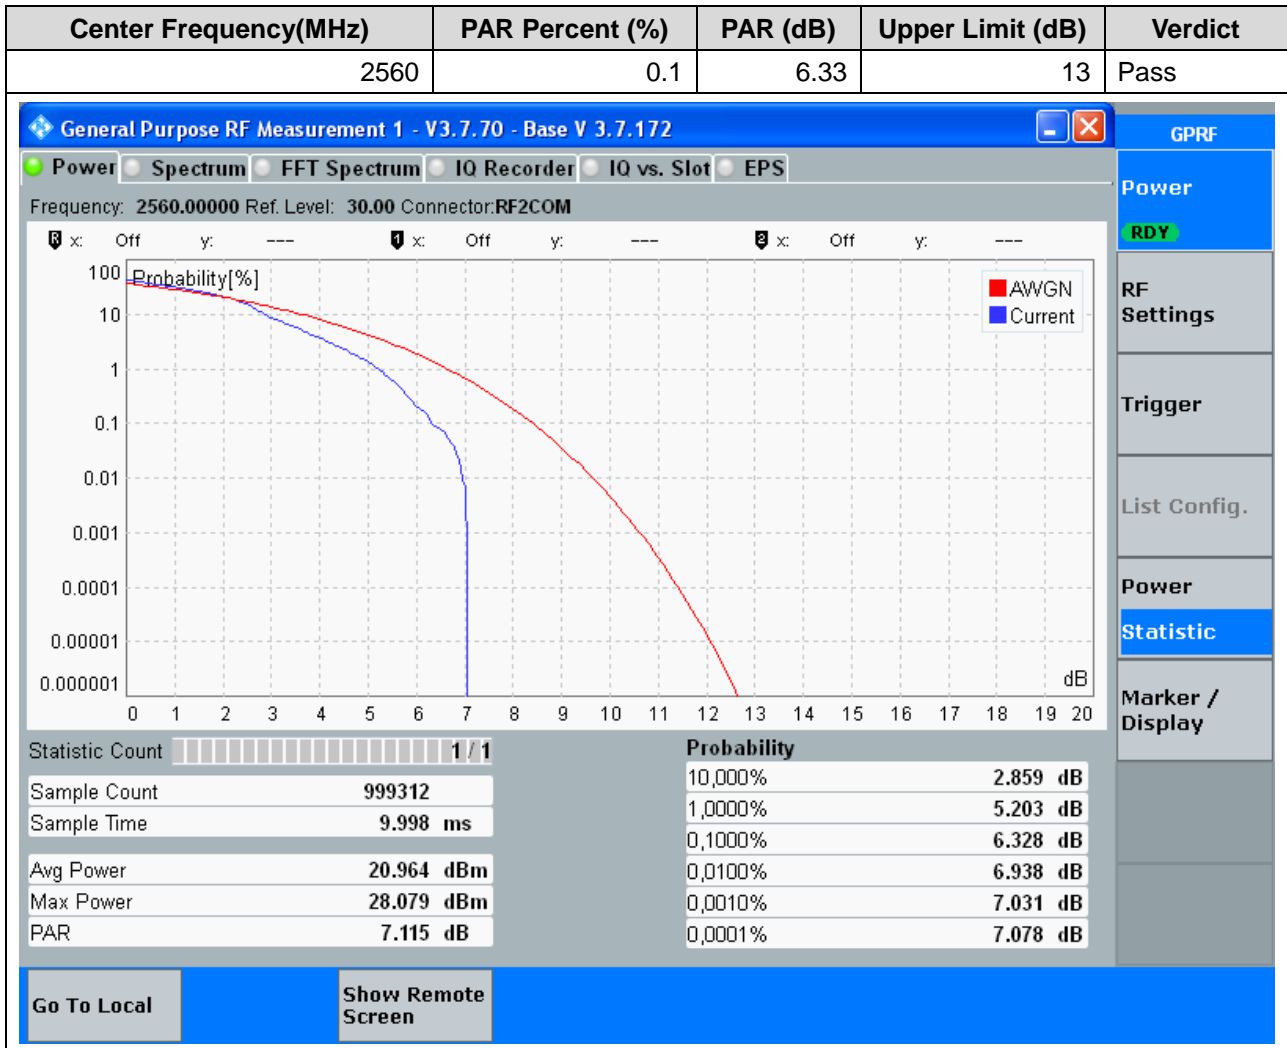 Center Frequency(MHz) PAR Percent (%) PAR (dB) Upper Limit (dB) Verdict
2560 0.1 6.33 13 Pass
General Purpose RF Measurement 1 - V3.7.70 - Base V 3.7.172
GPRF
Power Spectrum FFT Spectrum IQ Recorder IQ vs. Slot EPS
Power
RDY
Frequency: 2560.00000 Ref. Level: 30.00 Connector:RF2COM
R x: Off y: --- 1 x: Off y: --- 2 x: Off y: ---
Probability[%]
AWGN
Current
100
10
1
0.1
0.01
0.001
0.0001
0.00001
0.000001
dB
0 1 2 3 4 5 6 7 8 9 10 11 12 13 14 15 16 17 18 19 20
RF
Settings
Trigger
List Config.
Power
Statistic
Marker /
Display
Statistic Count 1 / 1
Sample Count 999312
Sample Time 9.998 ms
Avg Power 20.964 dBm
Max Power 28.079 dBm
PAR 7.115 dB
Probability
10,000% 2.859 dB
1,0000% 5.203 dB
0,1000% 6.328 dB
0,0100% 6.938 dB
0,0010% 7.031 dB
0,0001% 7.078 dB
Go To Local
Show Remote
Screen